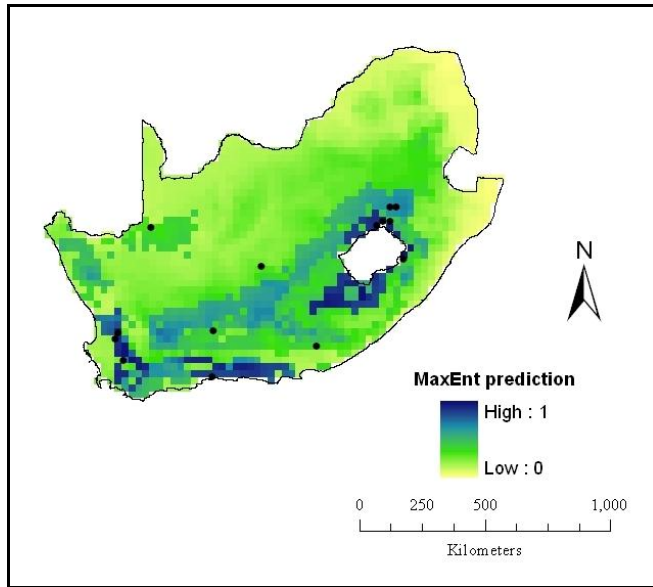 N
MaxEnt prediction
High : 1
Low : 0
0 250 500 1,000
Kilometers